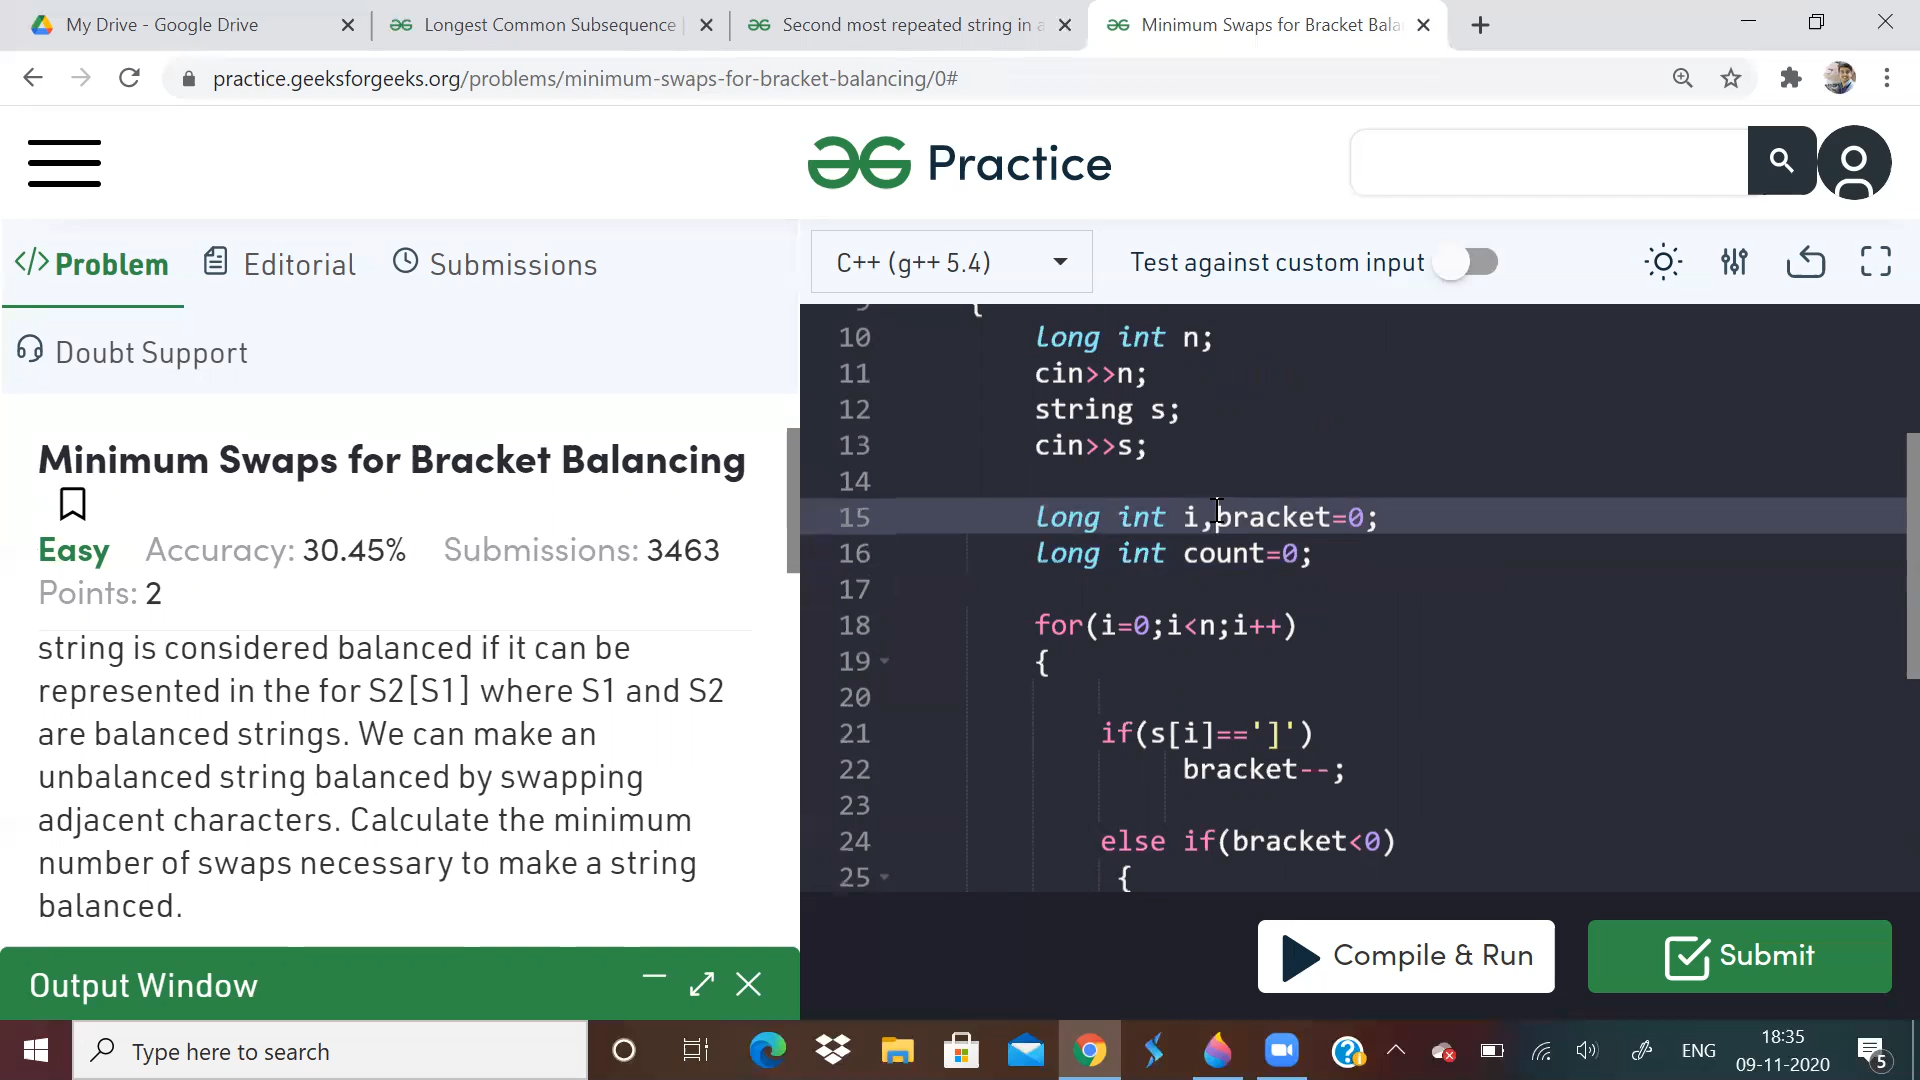 My Drive - Google Drive
Longest Common Subsequence
Second most repeated string in a
Minimum Swaps for Bracket Bala
practice.geeksforgeeks.org/problems/minimum-swaps-for-bracket-balancing/0#
Practice
</> Problem
Editorial
Submissions
Doubt Support
Minimum Swaps for Bracket Balancing
Easy Accuracy: 30.45% Submissions: 3463
Points: 2
string is considered balanced if it can be
represented in the for S2[S1] where S1 and S2
are balanced strings. We can make an
unbalanced string balanced by swapping
adjacent characters. Calculate the minimum
number of swaps necessary to make a string
balanced.
Output Window
C++ (g++ 5.4)
Test against custom input
9 {
10 long int n;
11 cin>>n;
12 string s;
13 cin>>s;
14
15 long int i,bracket=0;
16 long int count=0;
17
18 for(i=0;i<n;i++)
19 {
20
21 if(s[i]==']')
22 bracket--;
23
24 else if(bracket<0)
25 {
Compile & Run
Submit
Type here to search
ENG
18:35
09-11-2020
5